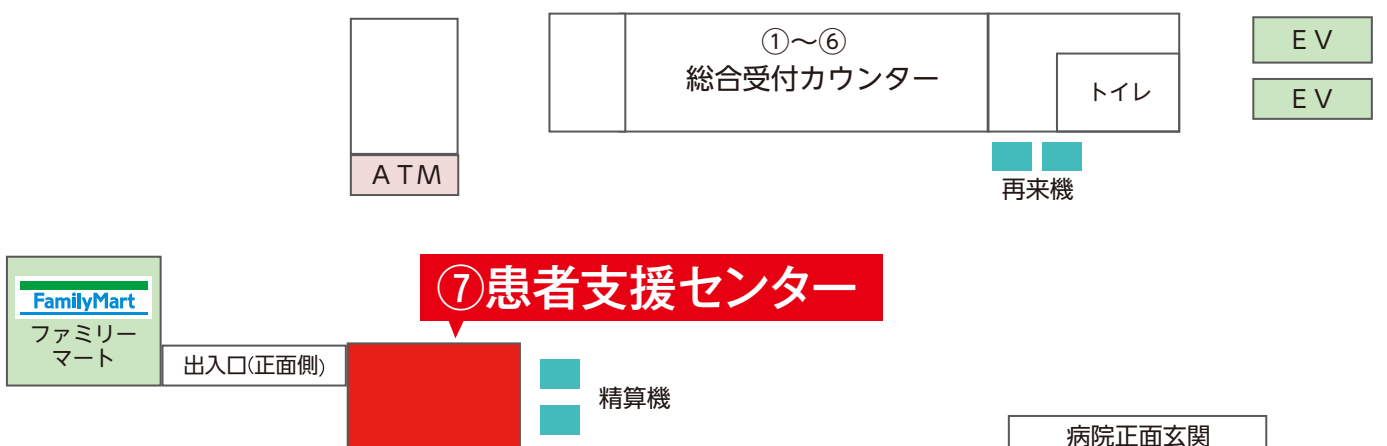 ①〜⑥
総合受付カウンター
トイレ
ＥＶ
ＥＶ
ＡＴＭ
再来機
⑦患者支援センター
FamilyMart
ファミリー
マート
出入口(正面側)
精算機
病院正面玄関